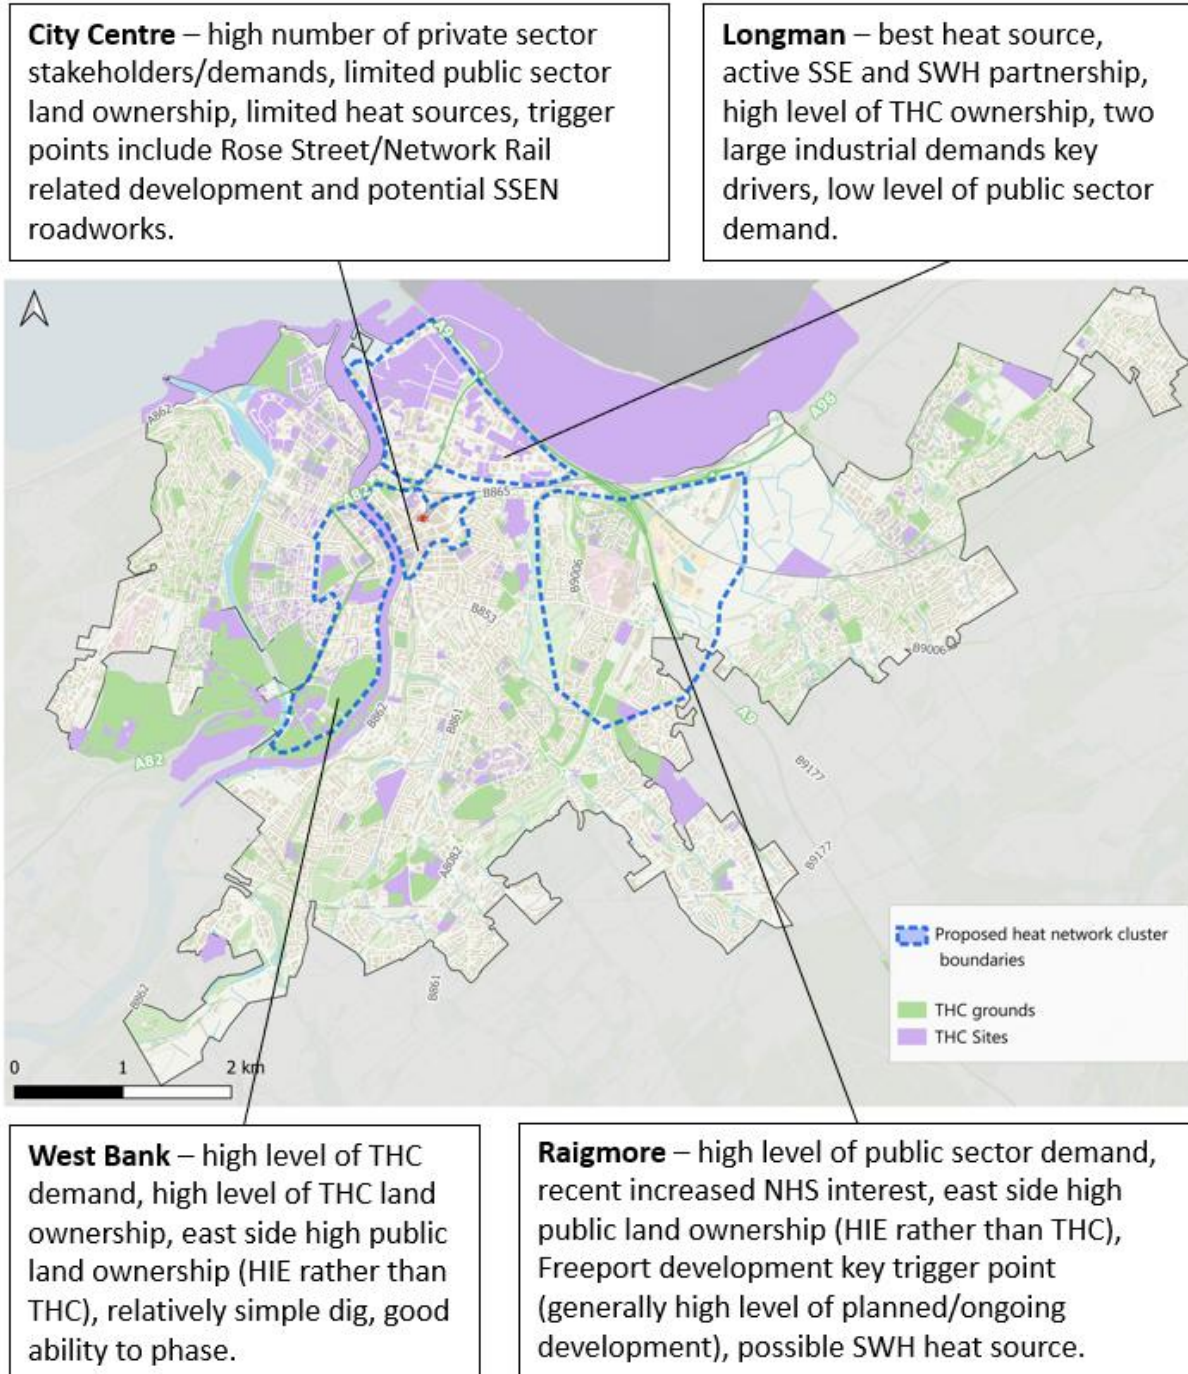 City Centre – high number of private sector
stakeholders/demands, limited public sector
land ownership, limited heat sources, trigger
points include Rose Street/Network Rail
related development and potential SSEN
roadworks.
Longman – best heat source,
active SSE and SWH partnership,
high level of THC ownership, two
large industrial demands key
drivers, low level of public sector
demand.
A9
A96
A862
A82
B865
B9006
B853
B9006
B862
B861
A9
A82
B9177
A8082
B9177
B861
B862
Proposed heat network cluster
boundaries
THC grounds
THC Sites
0 1 2 km
West Bank – high level of THC
demand, high level of THC land
ownership, east side high public
land ownership (HIE rather than
THC), relatively simple dig, good
ability to phase.
Raigmore – high level of public sector demand,
recent increased NHS interest, east side high
public land ownership (HIE rather than THC),
Freeport development key trigger point
(generally high level of planned/ongoing
development), possible SWH heat source.